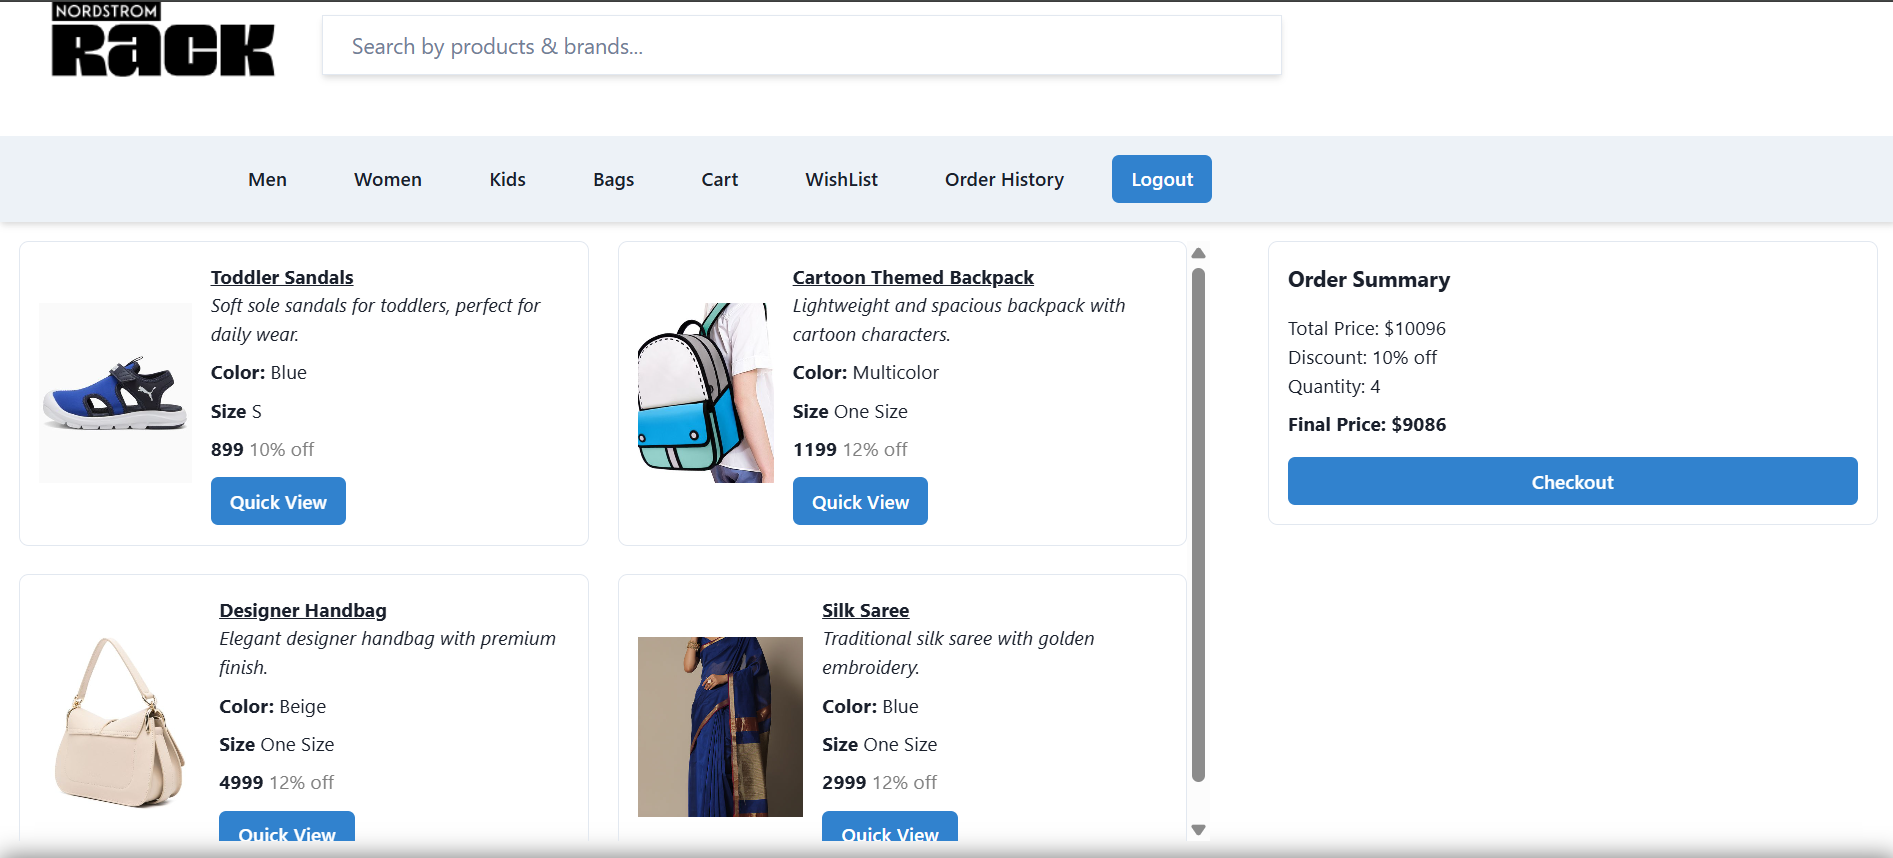 NORDSTROM
Rack
Search by products & brands...
Men Women Kids Bags Cart WishList Order History Logout
Toddler Sandals
Soft sole sandals for toddlers, perfect for
daily wear.
Color: Blue
Size S
899 10% off
Quick View
Cartoon Themed Backpack
Lightweight and spacious backpack with
cartoon characters.
Color: Multicolor
Size One Size
1199 12% off
Quick View
Designer Handbag
Elegant designer handbag with premium
finish.
Color: Beige
Size One Size
4999 12% off
Quick View
Silk Saree
Traditional silk saree with golden
embroidery.
Color: Blue
Size One Size
2999 12% off
Quick View
Order Summary
Total Price: $10096
Discount: 10% off
Quantity: 4
Final Price: $9086
Checkout